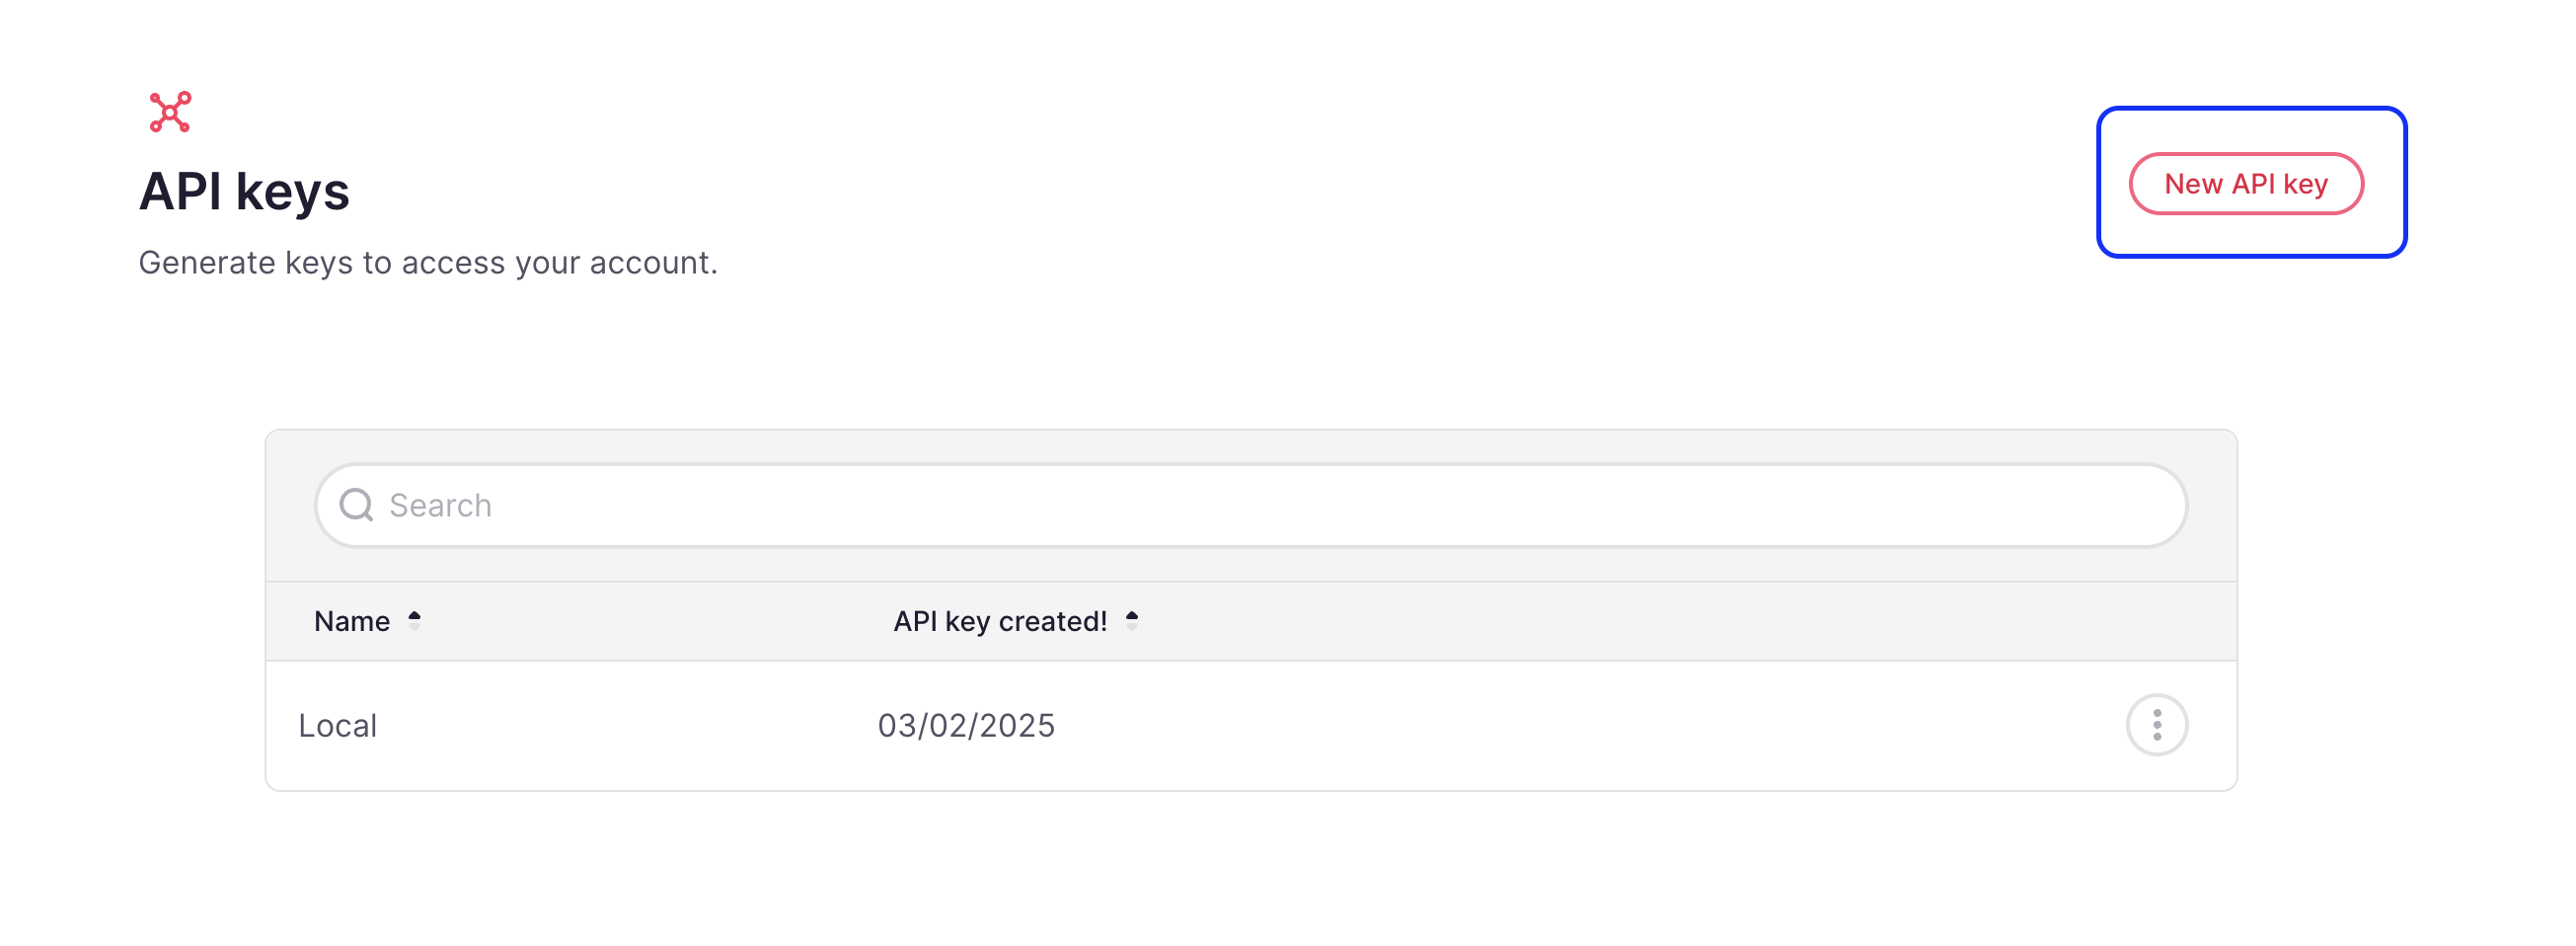 API keys
New API key
Generate keys to access your account.
Search
Name API key created!
Local 03/02/2025